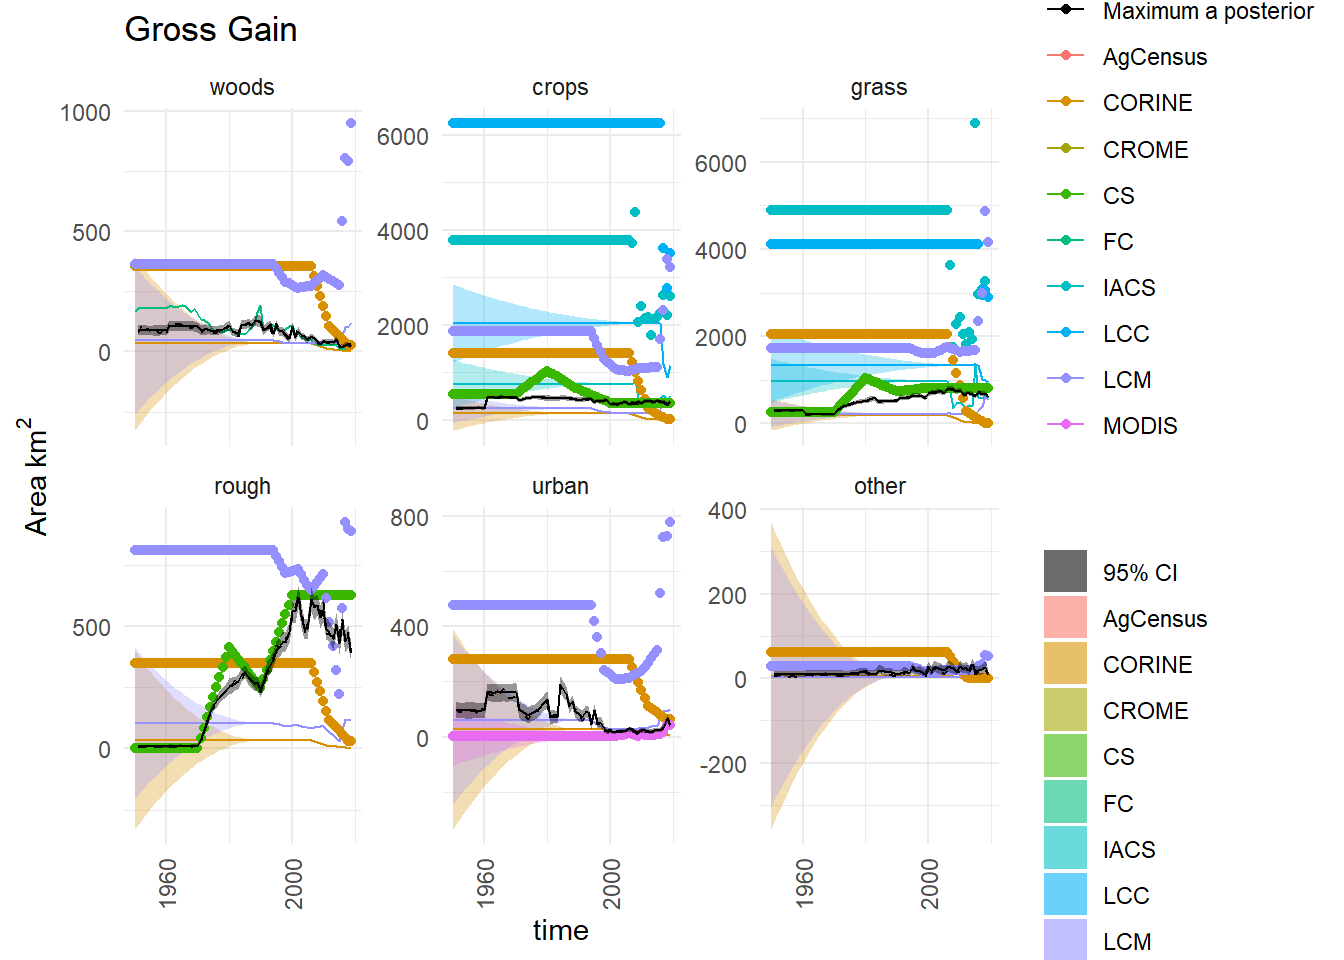 Gross Gain
woods
crops
grass
1000
500
0
6000
4000
2000
0
6000
4000
2000
0
rough
urban
other
500
0
800
400
0
400
200
0
-200
1960
2000
1960
2000
1960
2000
Area km²
time
Maximum a posterior
AgCensus
CORINE
CROME
CS
FC
IACS
LCC
LCM
MODIS
95% CI
AgCensus
CORINE
CROME
CS
FC
IACS
LCC
LCM